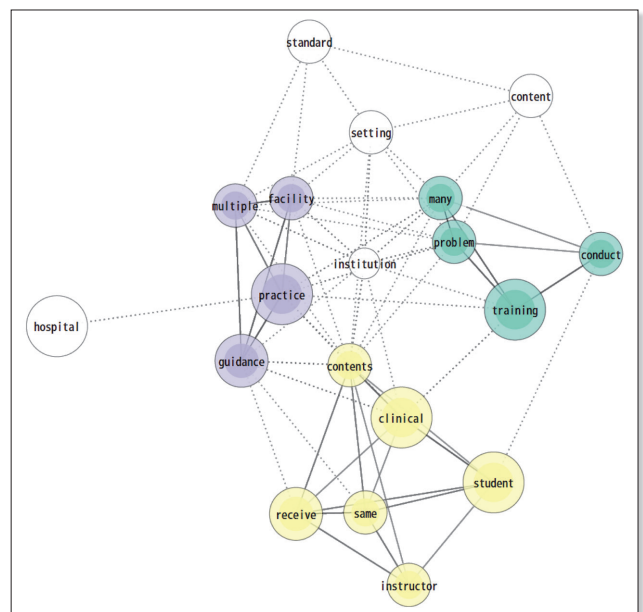 standard
content
setting
multiple
facility
many
problem
conduct
institution
practice
training
hospital
guidance
contents
clinical
student
receive
same
instructor